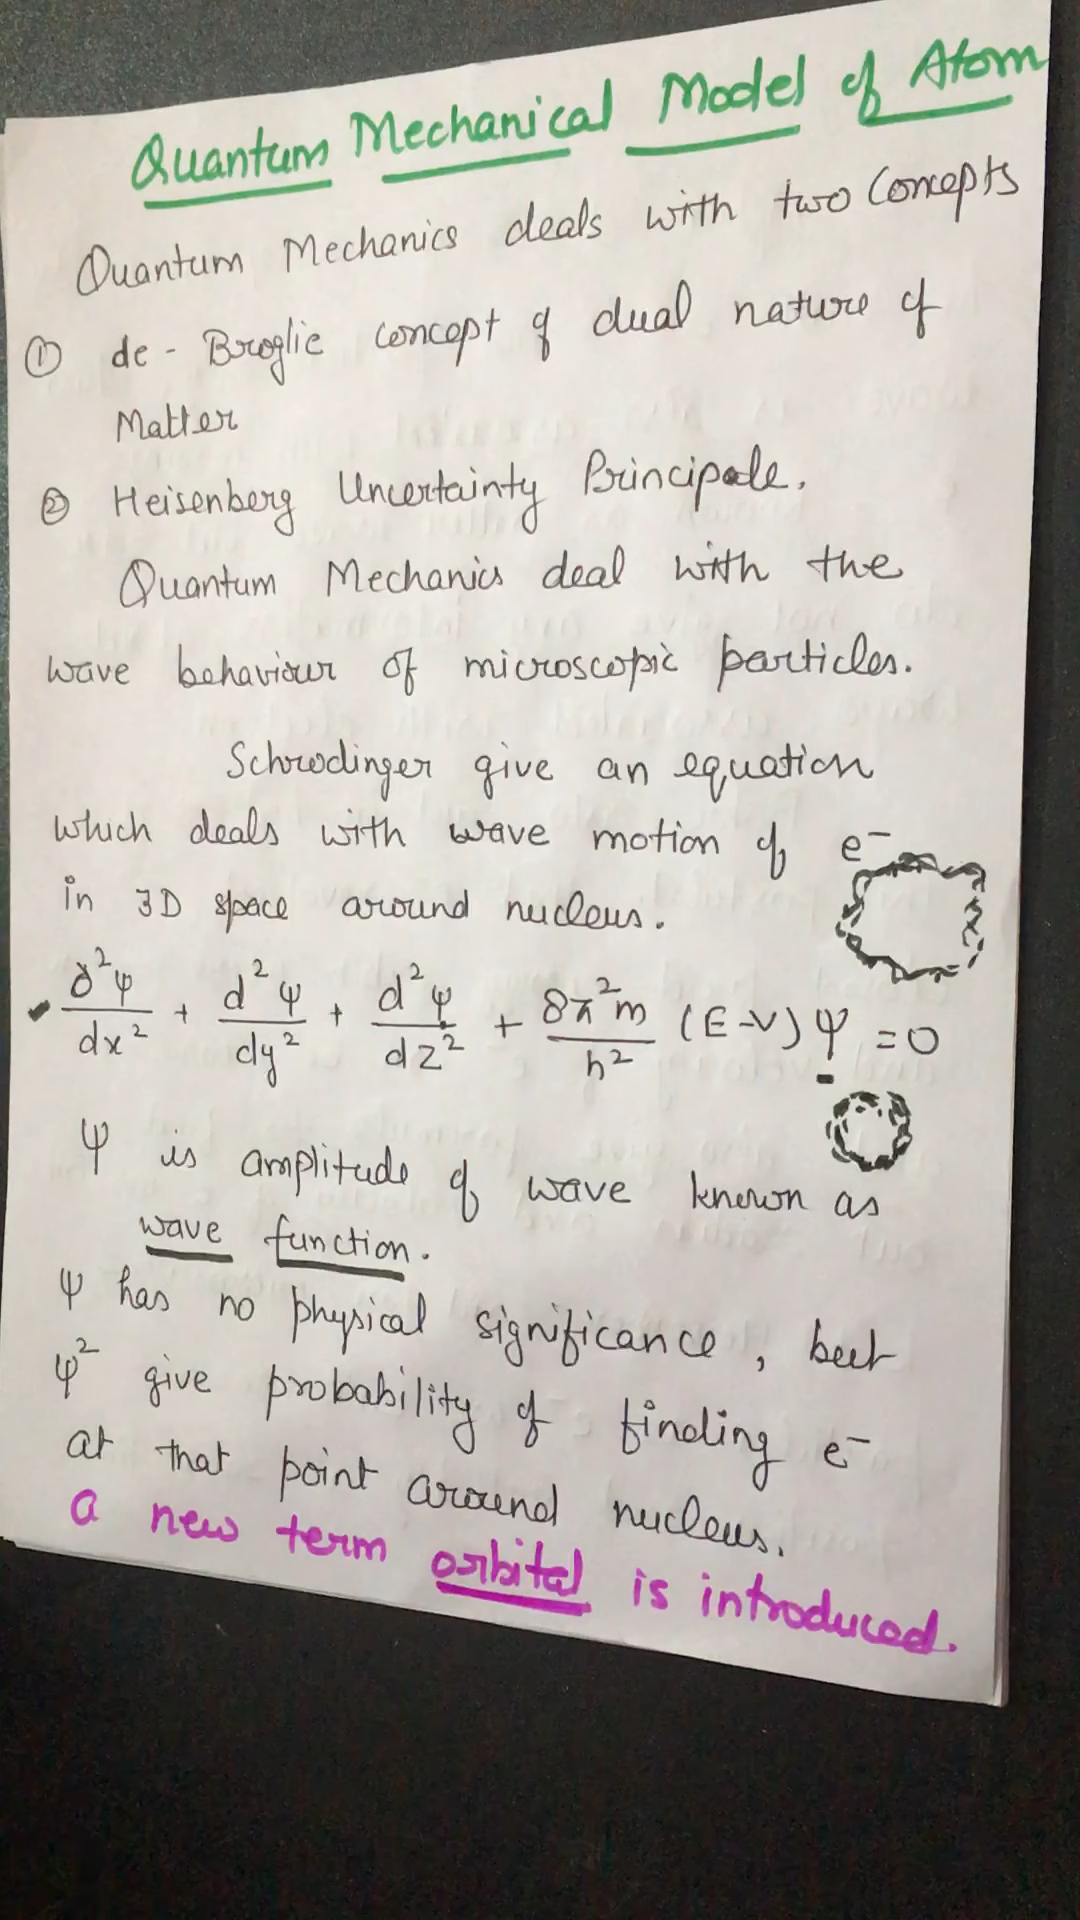 Quantum Mechanical Model of Atom
Quantum Mechanics deals with two Concepts
① de - Broglie concept of dual nature of
Matter
② Heisenberg Uncertainty Principale.
Quantum Mechanics deal with the
wave behaviour of microscopic particles.
Schrodinger give an equation
which deals with wave motion of e⁻
in 3D space around nucleus.
∂²ψ/dx² + d²ψ/dy² + d²ψ/dz² + 8π²m/h² (E-V) ψ = 0
ψ is amplitude of wave known as
wave function.
ψ has no physical significance, but
ψ² give probability of finding e⁻
at that point around nucleus.
a new term orbital is introduced.